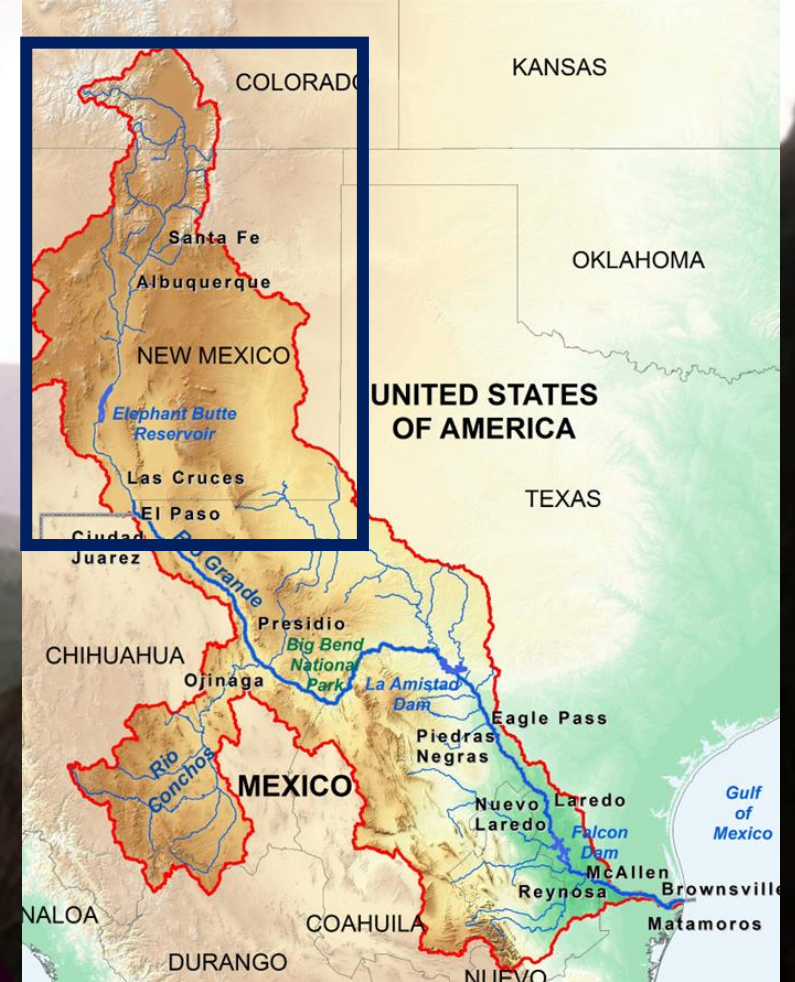 COLORADO
KANSAS
Santa Fe
OKLAHOMA
Albuquerque
NEW MEXICO
UNITED STATES
OF AMERICA
Elephant Butte
Reservoir
Las Cruces
TEXAS
El Paso
Ciudad
Juarez
Rio Grande
Presidio
Big Bend
National
Park
CHIHUAHUA
Ojinaga
La Amistad
Dam
Eagle Pass
Piedras
Negras
Rio
Conchos
MEXICO
Gulf
of
Mexico
Nuevo
Laredo
Laredo
Falcon
Dam
McAllen
Reynosa
Brownsville
NALOA
COAHUILA
Matamoros
DURANGO
NUEVO